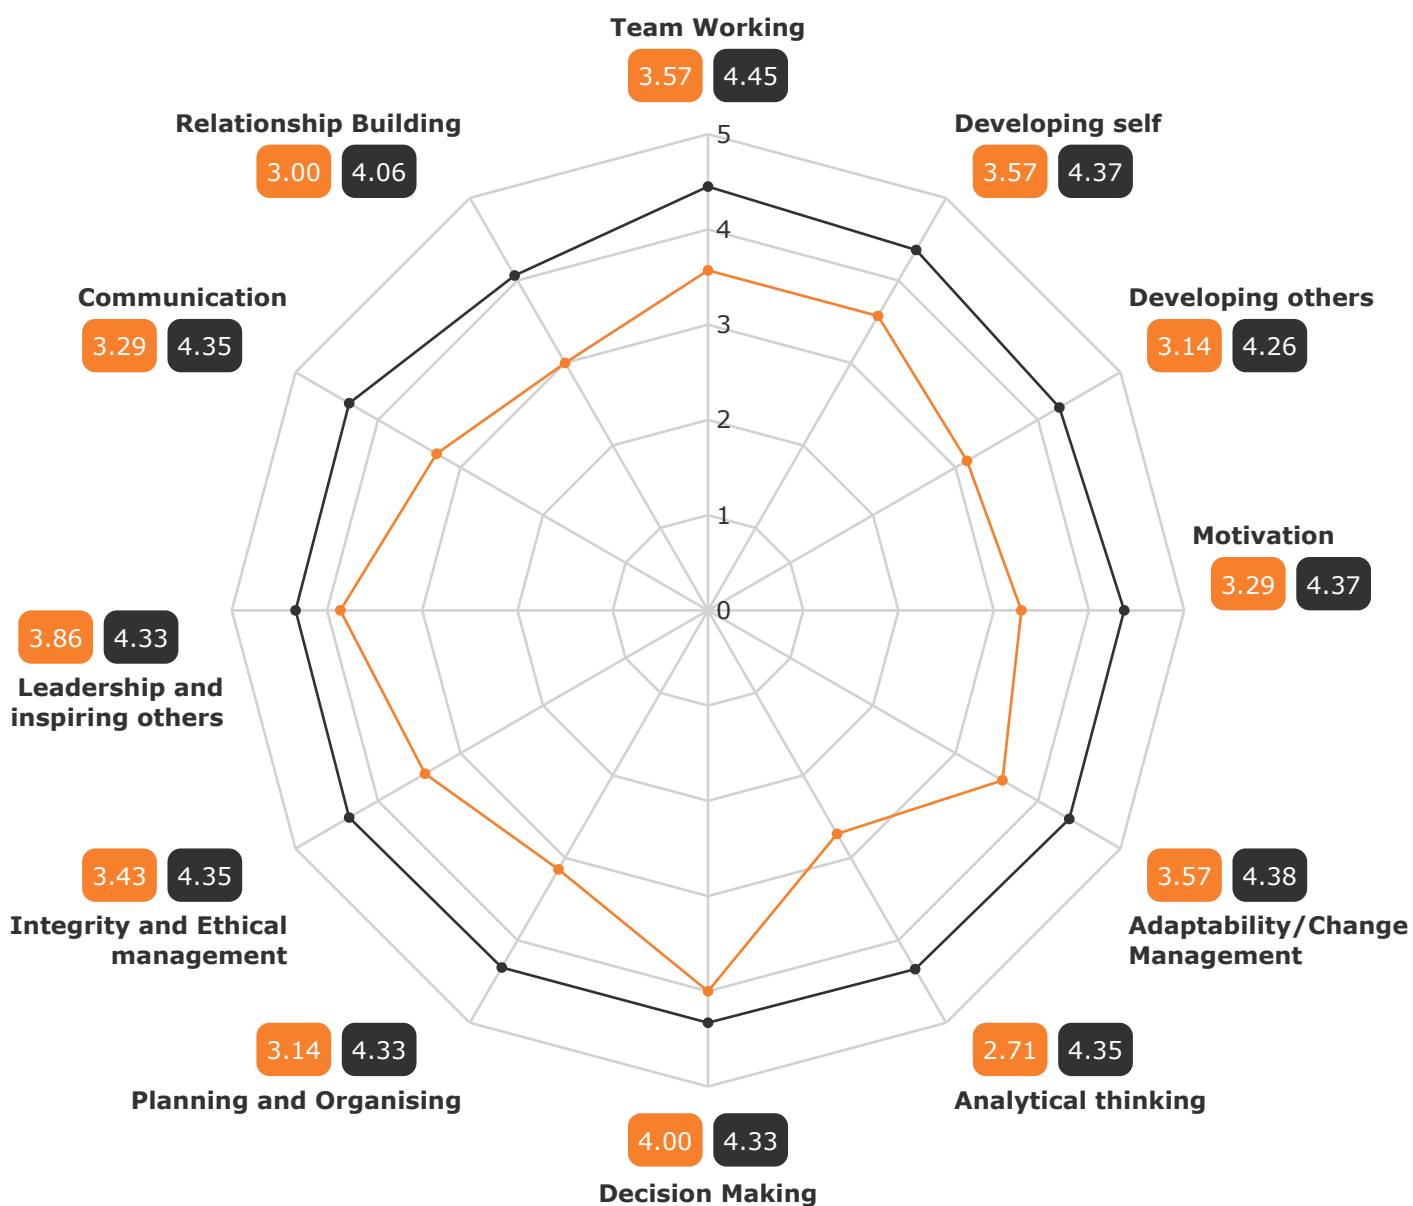 Team Working
3.57 4.45
Relationship Building
3.00 4.06
Developing self
3.57 4.37
5
4
3
2
1
0
Communication
3.29 4.35
Developing others
3.14 4.26
Motivation
3.29 4.37
3.86 4.33
Leadership and
inspiring others
3.43 4.35
Integrity and Ethical
management
3.57 4.38
Adaptability/Change
Management
3.14 4.33
Planning and Organising
2.71 4.35
Analytical thinking
4.00 4.33
Decision Making